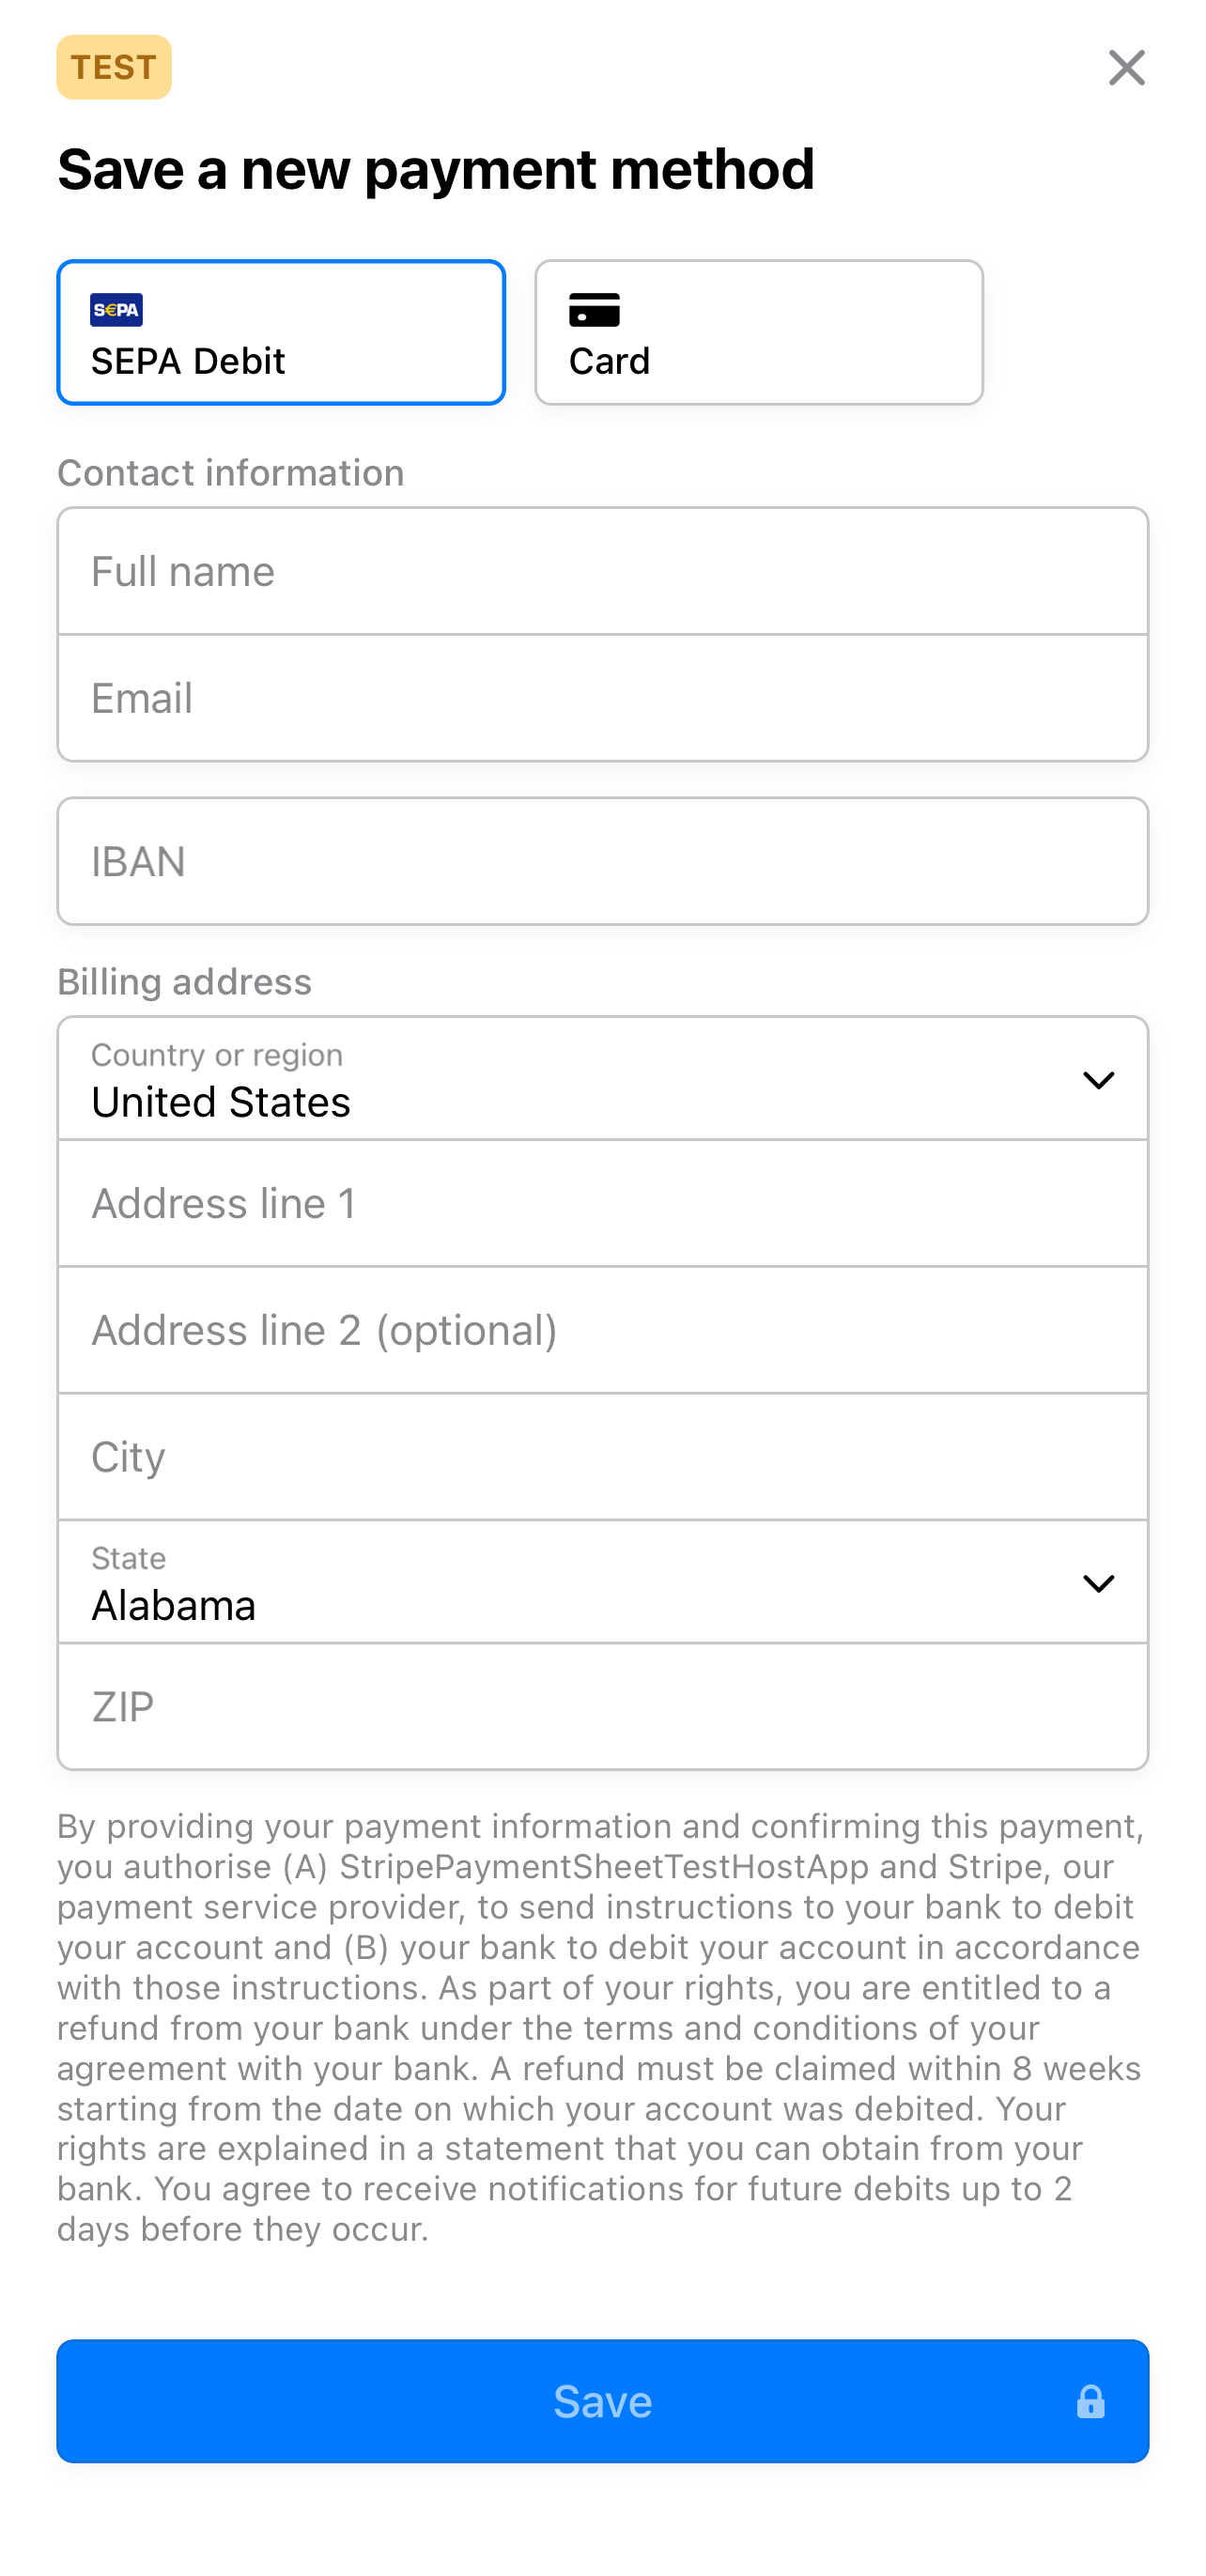 TEST
Save a new payment method
S€PA
SEPA Debit
Card
Contact information
Full name
Email
IBAN
Billing address
Country or region
United States
Address line 1
Address line 2 (optional)
City
State
Alabama
ZIP
By providing your payment information and confirming this payment,
you authorise (A) StripePaymentSheetTestHostApp and Stripe, our
payment service provider, to send instructions to your bank to debit
your account and (B) your bank to debit your account in accordance
with those instructions. As part of your rights, you are entitled to a
refund from your bank under the terms and conditions of your
agreement with your bank. A refund must be claimed within 8 weeks
starting from the date on which your account was debited. Your
rights are explained in a statement that you can obtain from your
bank. You agree to receive notifications for future debits up to 2
days before they occur.
Save